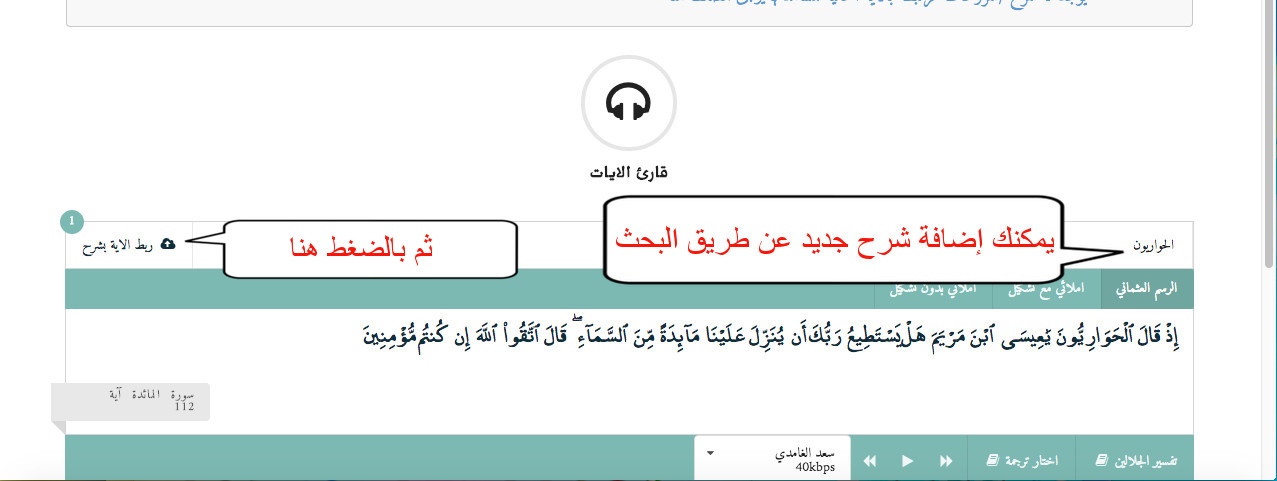 قارئ الايات
1
الحواريون
يمكنك إضافة شرح جديد عن طريق البحث
ثم بالضغط هنا
ربط الاية بشرح
الرسم العثماني
املائي مع تشكيل
املائي بدون تشكيل
إِذْ قَالَ ٱلْحَوَارِيُّونَ يَٰعِيسَى ٱبْنَ مَرْيَمَ هَلْ يَسْتَطِيعُ رَبُّكَ أَن يُنَزِّلَ عَلَيْنَا مَآئِدَةً مِّنَ ٱلسَّمَآءِ ۖ قَالَ ٱتَّقُوا۟ ٱللَّهَ إِن كُنتُم مُّؤْمِنِينَ
سورة المائدة آية
112
تفسير الجلالين
اختار ترجمة
سعد الغامدي
40kbps